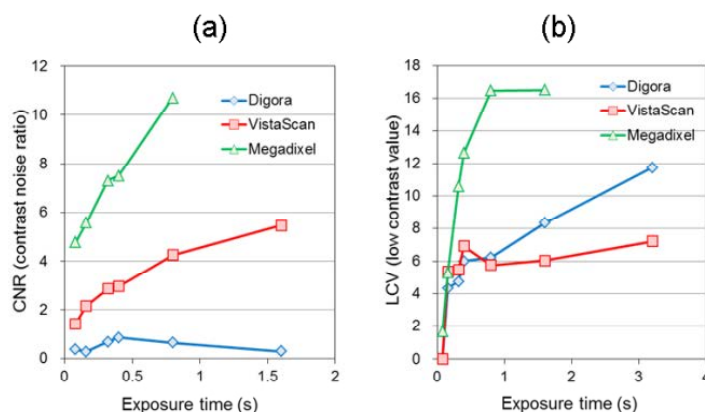 (a)
(b)
CNR (contrast noise ratio)
12
10
8
6
4
2
0
Digora
VistaScan
Megadixel
0
0.5
1
1.5
2
Exposure time (s)
LCV (low contrast value)
18
16
14
12
10
8
6
4
2
0
Digora
VistaScan
Megadixel
0
1
2
3
4
Exposure time (s)